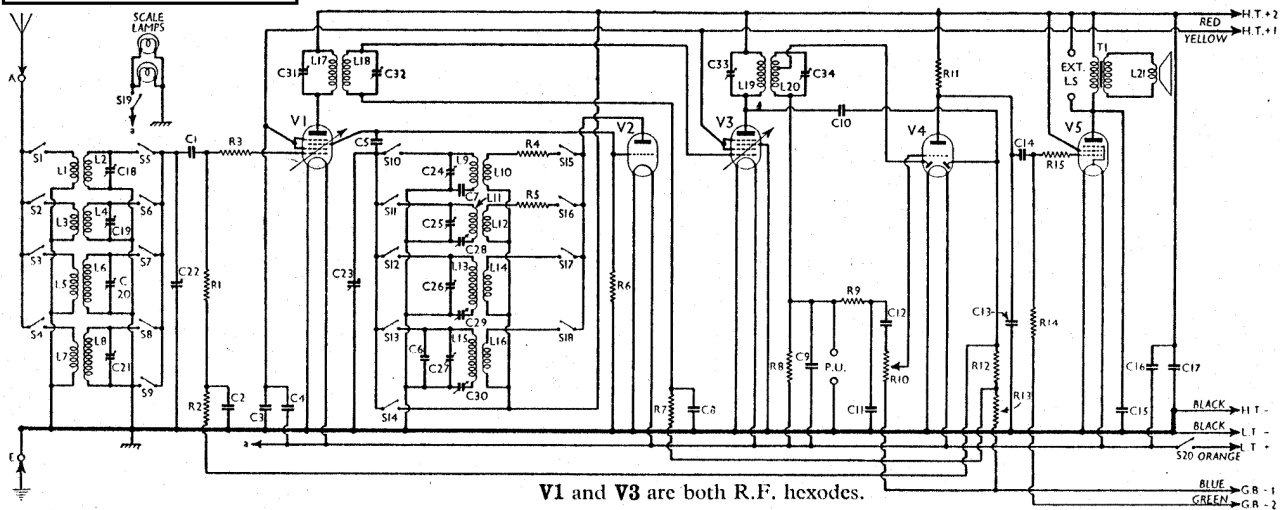 SCALE
LAMPS
H.T.+2
RED
H.T.+1
YELLOW
A
S19
a
C31
L17
L18
C32
V1
C33
L19
L20
C34
V3
R11
EXT.
L.S
T1
L21
C10
V2
V4
V5
S1
L1
L2
C18
S5
C1
R3
C5
S10
C24
L9
L10
R4
S15
C7
L11
C14
R15
S2
L3
L4
C19
S6
S11
C25
L12
R5
S16
C28
S3
L5
L6
C
20
S7
C22
R1
C23
S12
C26
L13
L14
S17
R6
C29
R9
C12
C13
R14
S4
L7
L8
C21
S8
S9
S13
C6
C27
L15
L16
S18
C30
R8
C9
P.U.
R10
R12
C16
C17
R2
C2
C3
C4
S14
R7
C8
C11
R13
C15
BLACK
H.T.-
BLACK
L.T -
E
a
L.T +
S20 ORANGE
V1 and V3 are both R.F. hexodes.
BLUE
G.B - 1
GREEN
G.B - 2